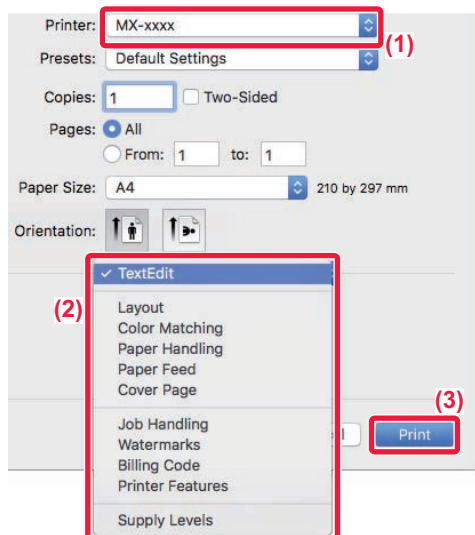 Printer: MX-xxxx
(1)
Presets: Default Settings
Copies: 1 Two-Sided
Pages: All
From: 1 to: 1
Paper Size: A4 210 by 297 mm
Orientation:
✓ TextEdit
(2)
Layout
Color Matching
Paper Handling
Paper Feed
Cover Page
(3)
Job Handling
Watermarks
Billing Code
Printer Features
Print
Supply Levels